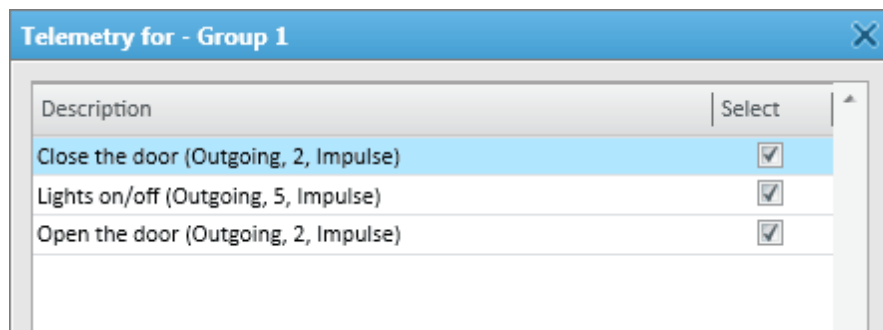 Telemetry for - Group 1
Description Select
Close the door (Outgoing, 2, Impulse)
Lights on/off (Outgoing, 5, Impulse)
Open the door (Outgoing, 2, Impulse)